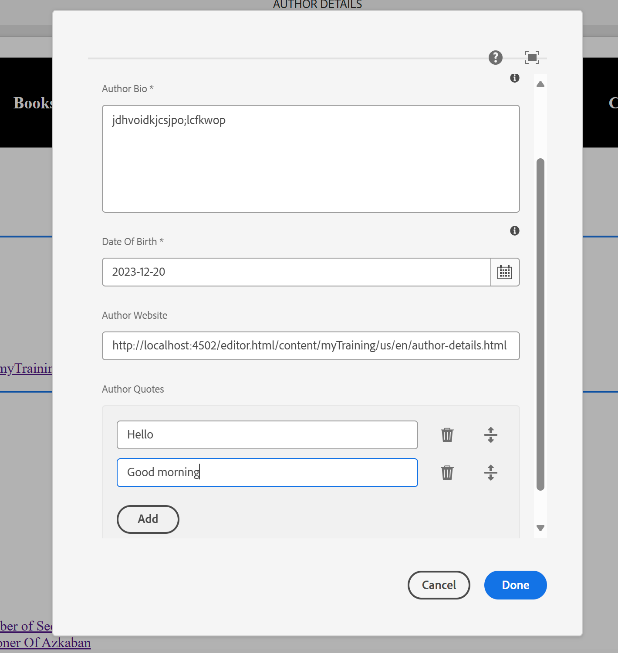 AUTHOR DETAILS
Books
C
Author Bio *
jdhvoidkjcsjpo;lcfkwop
Date Of Birth *
2023-12-20
Author Website
http://localhost:4502/editor.html/content/myTraining/us/en/author-details.html
myTrainin
Author Quotes
Hello
Good morning
Add
Cancel
Done
ber of Se
oner Of Azkaban